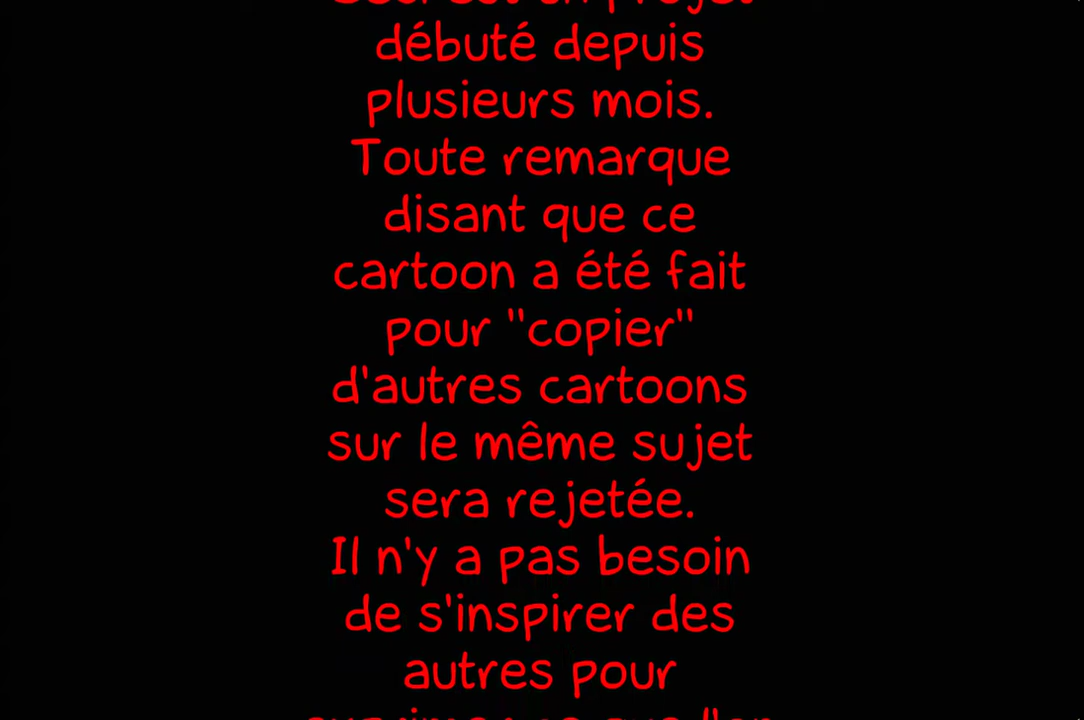 débuté depuis
plusieurs mois.
Toute remarque
disant que ce
cartoon a été fait
pour "copier"
d'autres cartoons
sur le même sujet
sera rejetée.
Il n'y a pas besoin
de s'inspirer des
autres pour